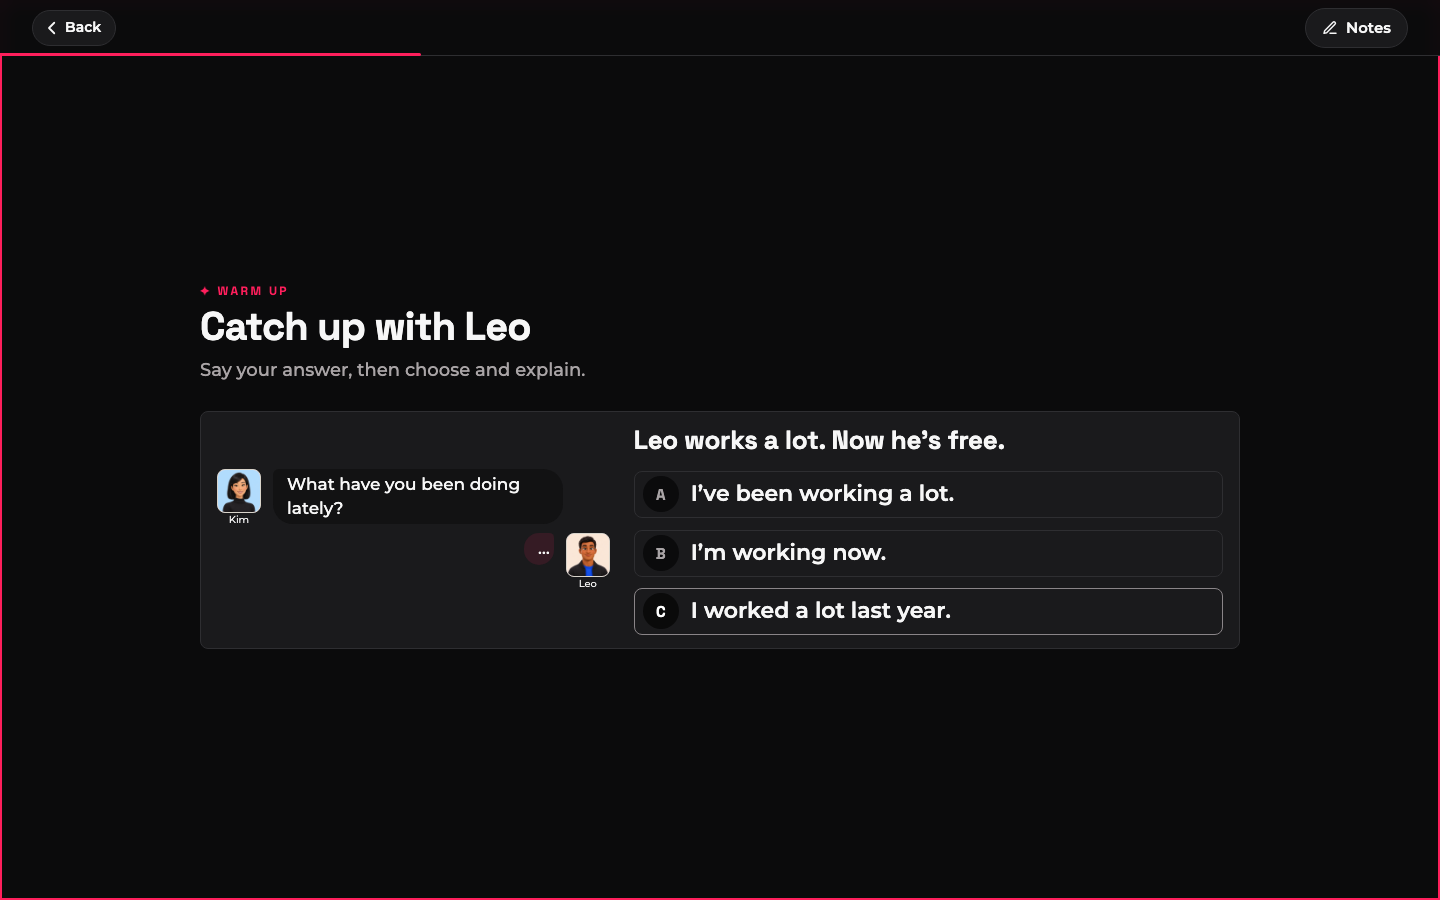 Back
Notes
WARM UP
Catch up with Leo
Say your answer, then choose and explain.
What have you been doing
lately?
Kim
...
Leo
Leo works a lot. Now he’s free.
A I’ve been working a lot.
B I’m working now.
C I worked a lot last year.